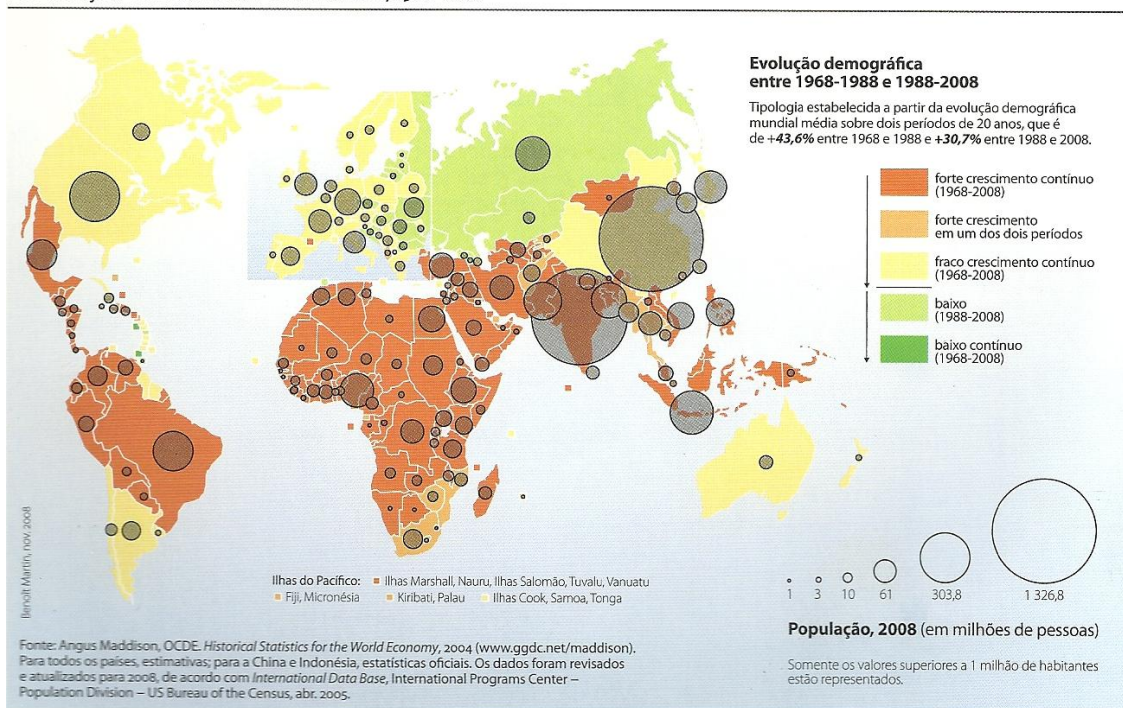 Evolução demográfica
entre 1968-1988 e 1988-2008
Tipologia estabelecida a partir da evolução demográfica
mundial média sobre dois períodos de 20 anos, que é
de +43,6% entre 1968 e 1988 e +30,7% entre 1988 e 2008.
forte crescimento contínuo
(1968-2008)
forte crescimento
em um dos dois períodos
fraco crescimento contínuo
(1968-2008)
baixo
(1988-2008)
baixo contínuo
(1968-2008)
Benoît Martin, nov. 2008
Ilhas do Pacífico:
Ilhas Marshall, Nauru, Ilhas Salomão, Tuvalu, Vanuatu
Fiji, Micronésia
Kiribati, Palau
Ilhas Cook, Samoa, Tonga
1
3
10
61
303,8
1 326,8
População, 2008 (em milhões de pessoas)
Somente os valores superiores a 1 milhão de habitantes
estão representados.
Fonte: Angus Maddison, OCDE. Historical Statistics for the World Economy, 2004 (www.ggdc.net/maddison).
Para todos os países, estimativas; para a China e Indonésia, estatísticas oficiais. Os dados foram revisados
e atualizados para 2008, de acordo com International Data Base, International Programs Center –
Population Division – US Bureau of the Census, abr. 2005.